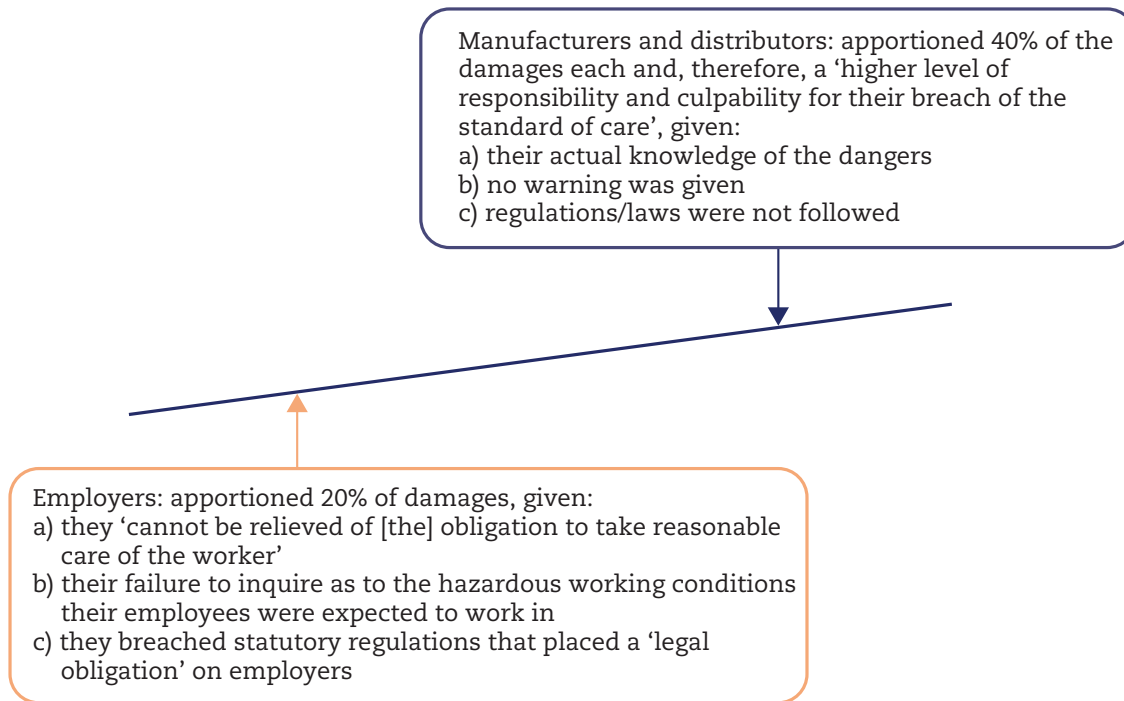 Manufacturers and distributors: apportioned 40% of the
damages each and, therefore, a ‘higher level of
responsibility and culpability for their breach of the
standard of care’, given:
a) their actual knowledge of the dangers
b) no warning was given
c) regulations/laws were not followed
Employers: apportioned 20% of damages, given:
a) they ‘cannot be relieved of [the] obligation to take reasonable
care of the worker’
b) their failure to inquire as to the hazardous working conditions
their employees were expected to work in
c) they breached statutory regulations that placed a ‘legal
obligation’ on employers